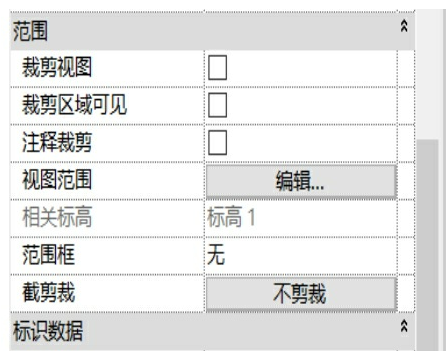 范围
裁剪视图
裁剪区域可见
注释裁剪
视图范围 编辑...
相关标高 标高 1
范围框 无
截剪裁 不剪裁
标识数据